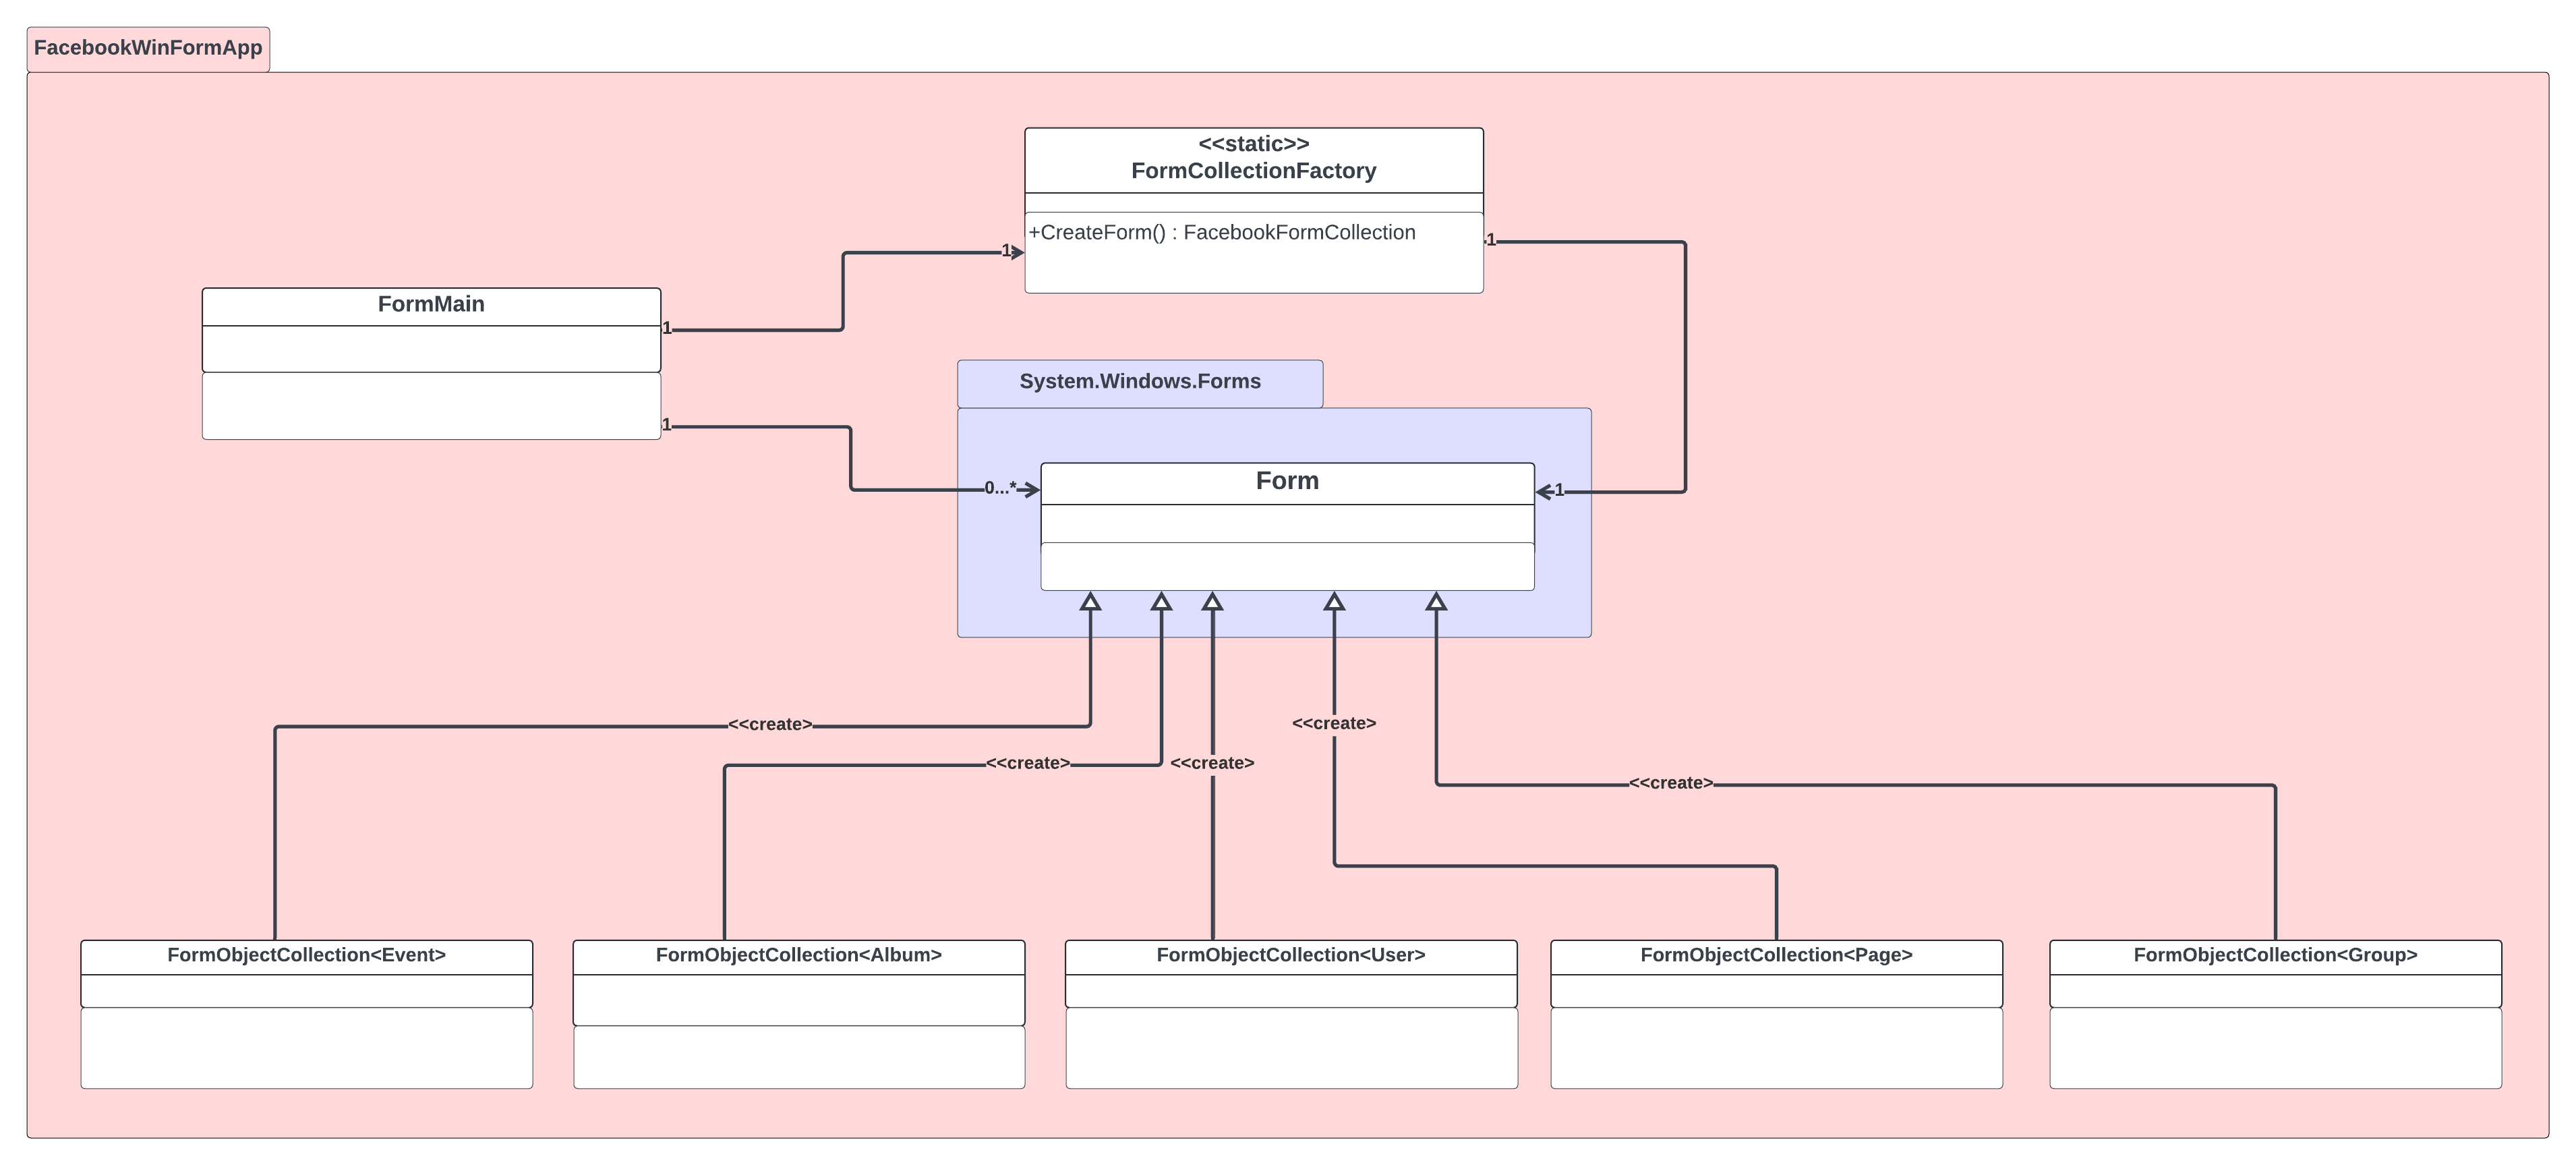 FacebookWinFormApp
<<static>>
FormCollectionFactory
+CreateForm() : FacebookFormCollection
1
1
FormMain
1
System.Windows.Forms
1
0...*
Form
1
<<create>
<<create>
<<create>
<<create>
<<create>
FormObjectCollection<Event>
FormObjectCollection<Album>
FormObjectCollection<User>
FormObjectCollection<Page>
FormObjectCollection<Group>